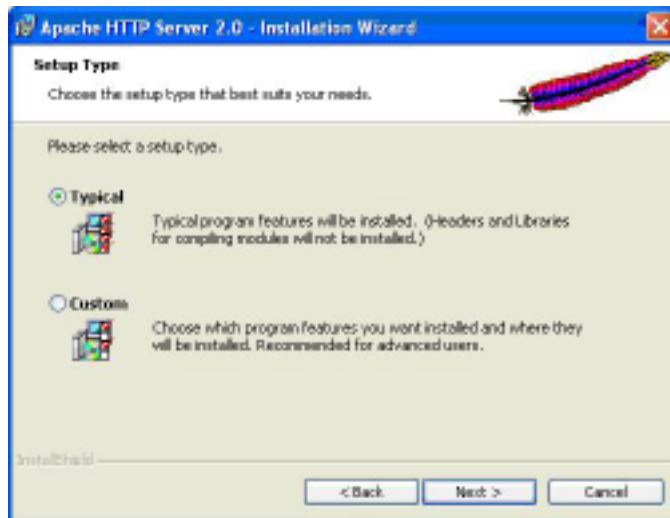 Apache HTTP Server 2.0 - Installation Wizard
Setup Type
Choose the setup type that best suits your needs.
Please select a setup type.
Typical
Typical program features will be installed. (Headers and Libraries
for compiling modules will not be installed.)
Custom
Choose which program features you want installed and where they
will be installed. Recommended for advanced users.
InstallShield
< Back
Next >
Cancel